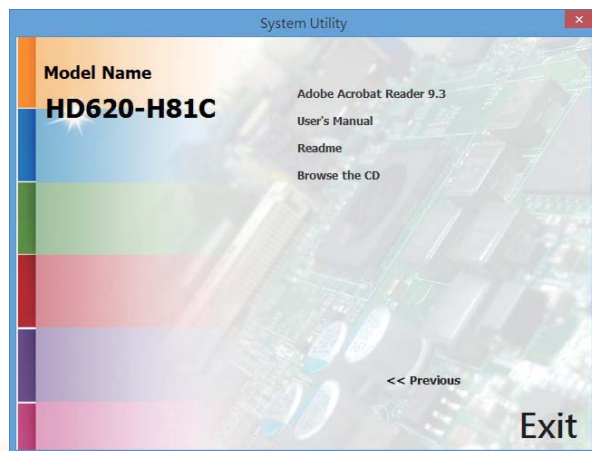 System Utility
Model Name
HD620-H81C
Adobe Acrobat Reader 9.3
User's Manual
Readme
Browse the CD
<< Previous
Exit